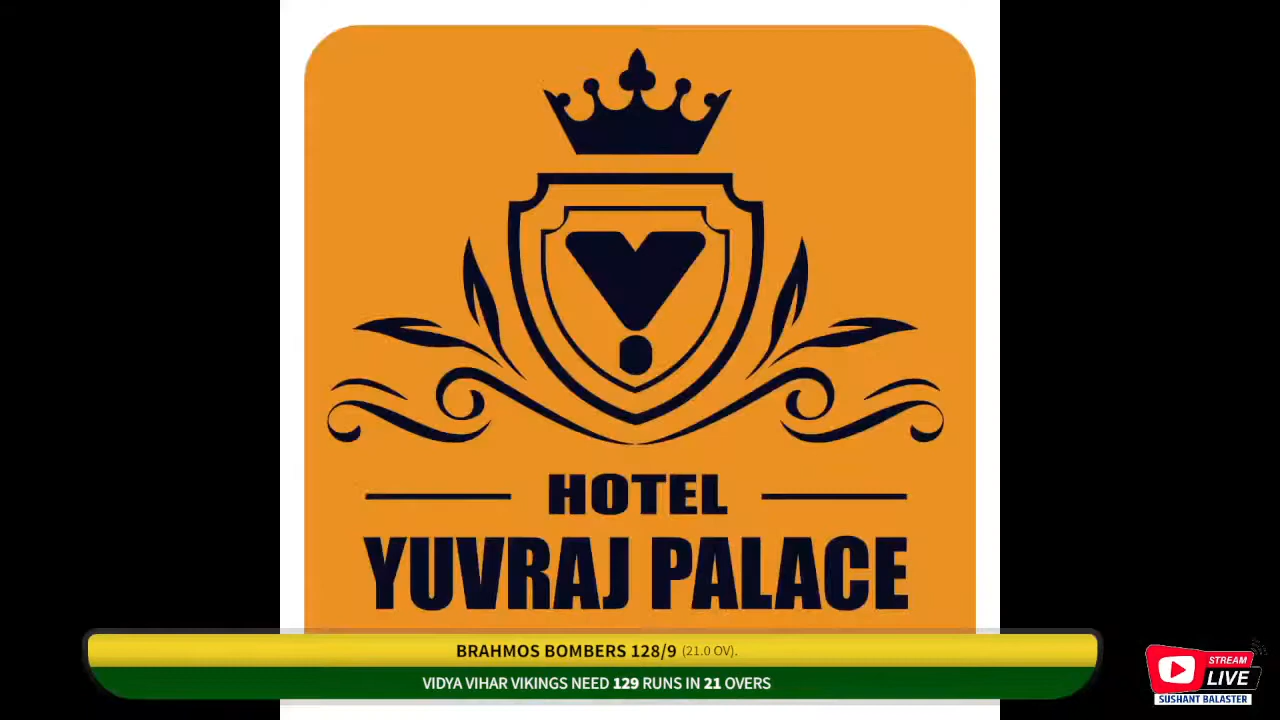 HOTEL
YUVRAJ PALACE
BRAHMOS BOMBERS 128/9 (21.0 OV).
VIDYA VIHAR VIKINGS NEED 129 RUNS IN 21 OVERS
STREAM
LIVE
SUSHANT BALASTER